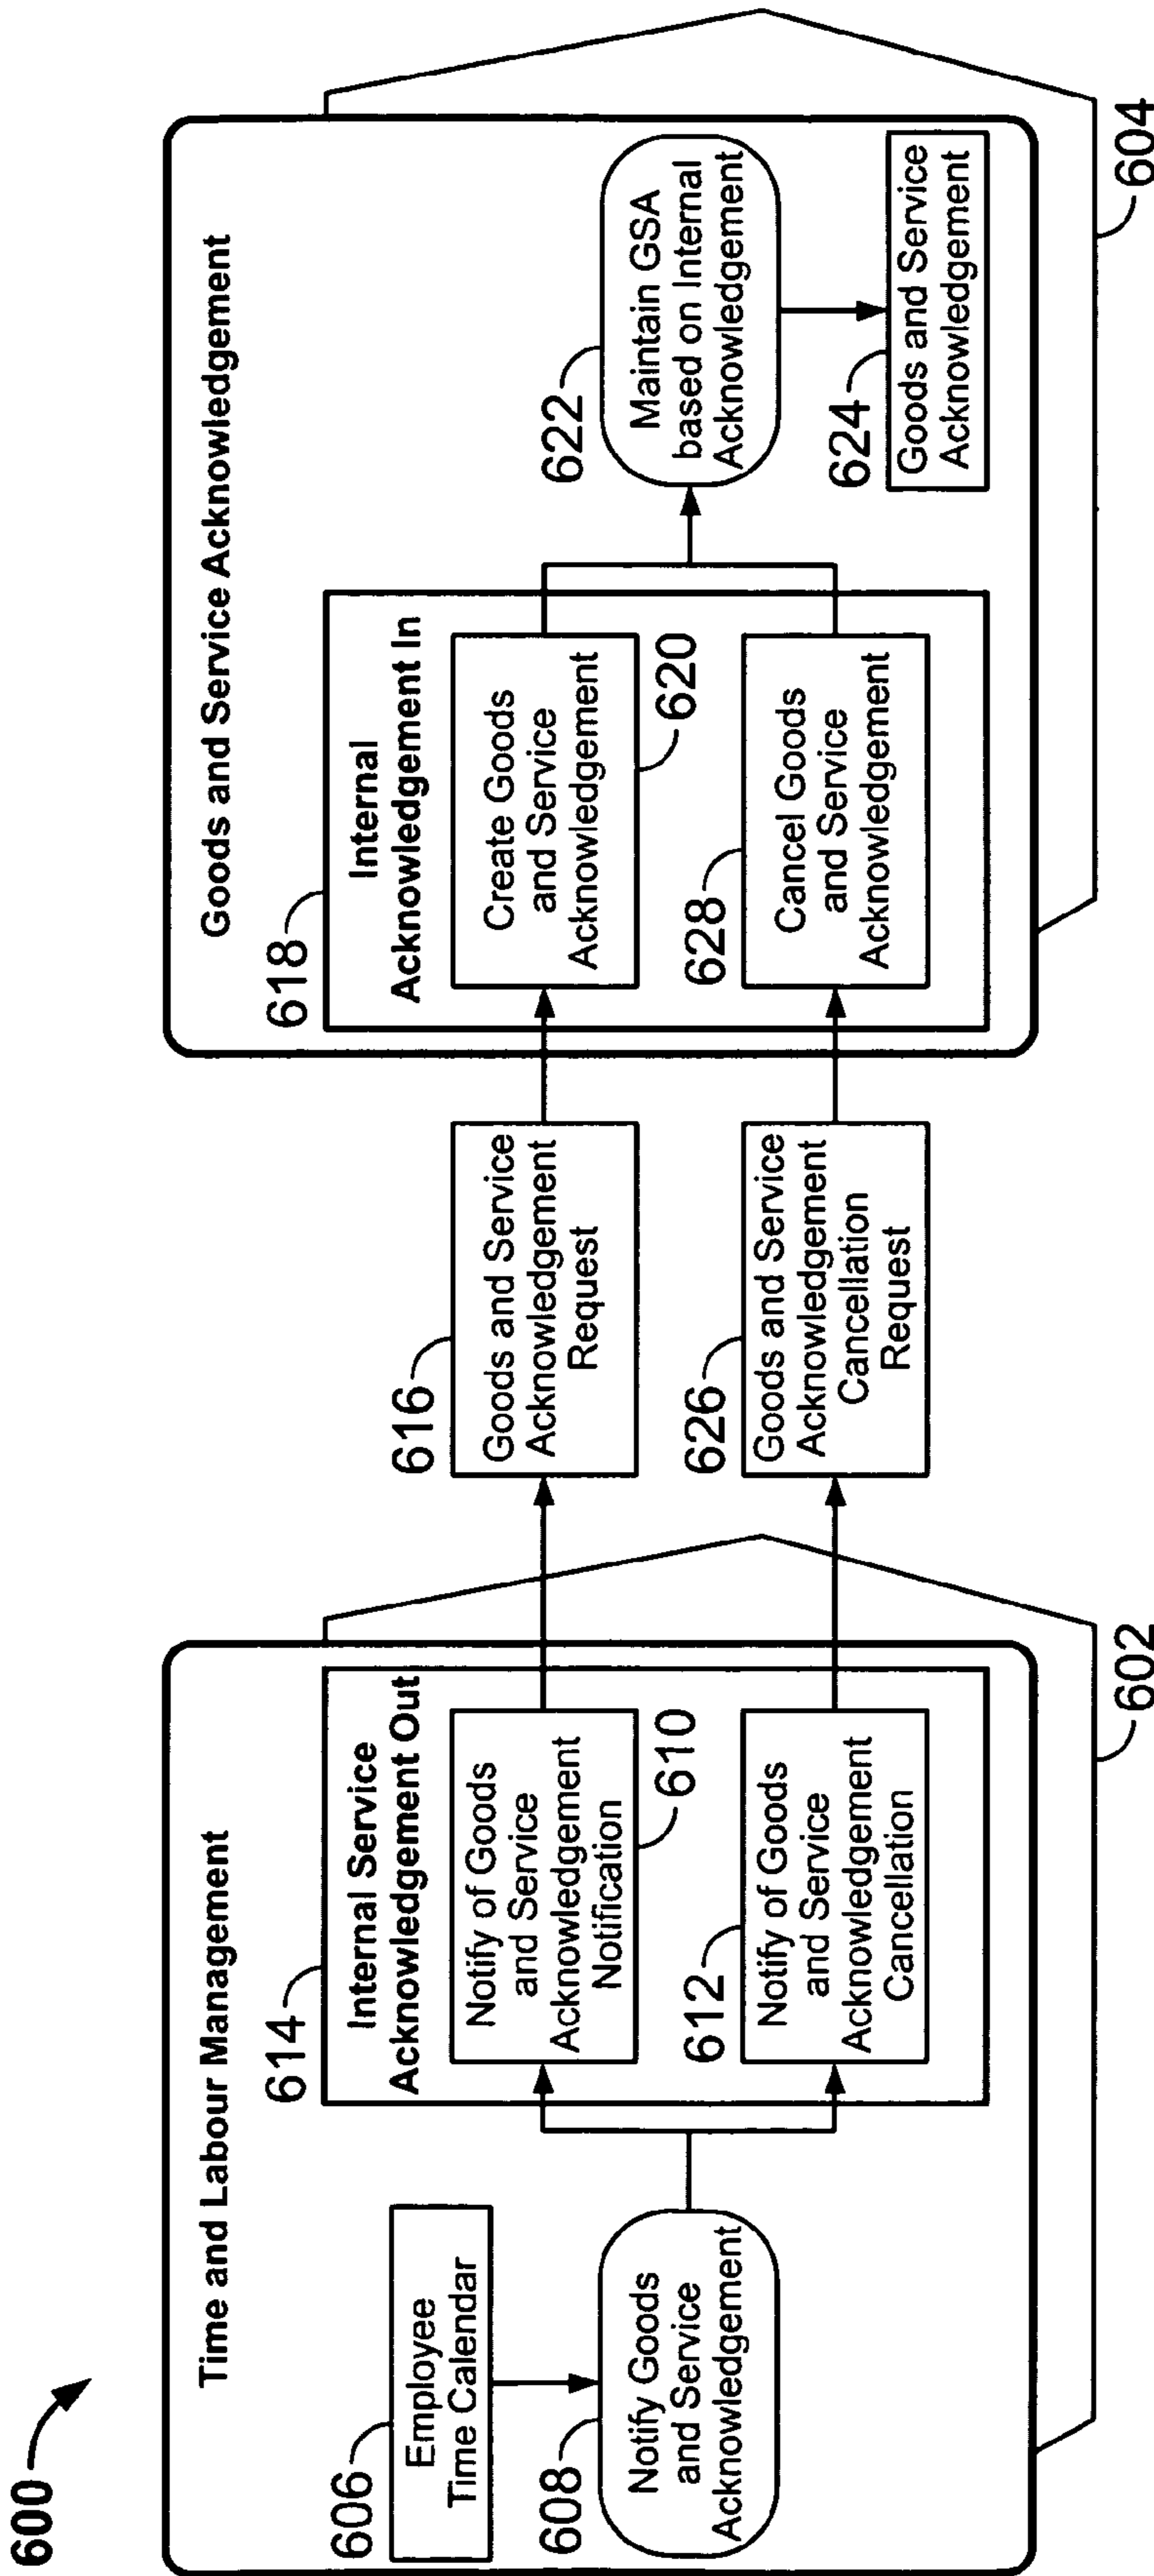 600
Time and Labour Management
606
Employee
Time Calendar
608
Notify Goods
and Service
Acknowledgement
614
Internal Service
Acknowledgement Out
Notify of Goods
and Service
Acknowledgement
Notification
610
612
Notify of Goods
and Service
Acknowledgement
Cancellation
602
616
Goods and Service
Acknowledgement
Request
626
Goods and Service
Acknowledgement
Cancellation
Request
Goods and Service Acknowledgement
618
Internal
Acknowledgement In
Create Goods
and Service
Acknowledgement
620
628
Cancel Goods
and Service
Acknowledgement
622
Maintain GSA
based on Internal
Acknowledgement
624
Goods and Service
Acknowledgement
604